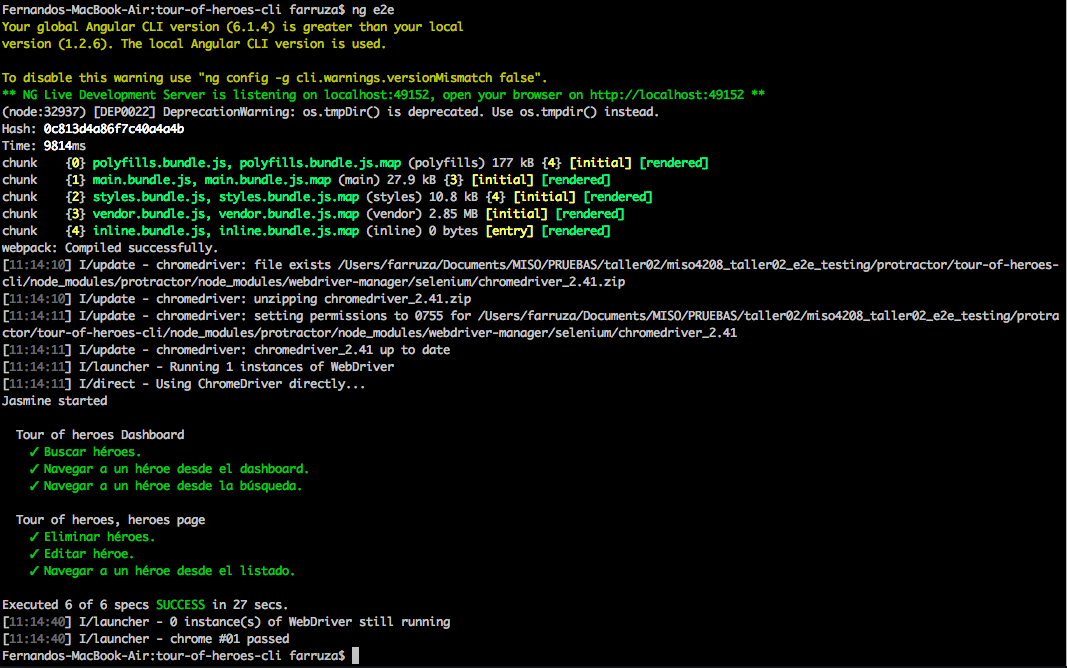 Fernandos-MacBook-Air:tour-of-heroes-cli farruza$ ng e2e
Your global Angular CLI version (6.1.4) is greater than your local
version (1.2.6). The local Angular CLI version is used.
To disable this warning use "ng config -g cli.warnings.versionMismatch false".
** NG Live Development Server is listening on localhost:49152, open your browser on http://localhost:49152 **
(node:32937) [DEP0022] DeprecationWarning: os.tmpDir() is deprecated. Use os.tmpdir() instead.
Hash: 0c813d4a86f7c40a4a4b
Time: 9814ms
chunk    {0} polyfills.bundle.js, polyfills.bundle.js.map (polyfills) 177 kB {4} [initial] [rendered]
chunk    {1} main.bundle.js, main.bundle.js.map (main) 27.9 kB {3} [initial] [rendered]
chunk    {2} styles.bundle.js, styles.bundle.js.map (styles) 10.8 kB {4} [initial] [rendered]
chunk    {3} vendor.bundle.js, vendor.bundle.js.map (vendor) 2.85 MB [initial] [rendered]
chunk    {4} inline.bundle.js, inline.bundle.js.map (inline) 0 bytes [entry] [rendered]
webpack: Compiled successfully.
[11:14:10] I/update - chromedriver: file exists /Users/farruza/Documents/MISO/PRUEBAS/taller02/miso4208_taller02_e2e_testing/protractor/tour-of-heroes-
cli/node_modules/protractor/node_modules/webdriver-manager/selenium/chromedriver_2.41.zip
[11:14:10] I/update - chromedriver: unzipping chromedriver_2.41.zip
[11:14:11] I/update - chromedriver: setting permissions to 0755 for /Users/farruza/Documents/MISO/PRUEBAS/taller02/miso4208_taller02_e2e_testing/protra
ctor/tour-of-heroes-cli/node_modules/protractor/node_modules/webdriver-manager/selenium/chromedriver_2.41
[11:14:11] I/update - chromedriver: chromedriver_2.41 up to date
[11:14:11] I/launcher - Running 1 instances of WebDriver
[11:14:11] I/direct - Using ChromeDriver directly...
Jasmine started
Tour of heroes Dashboard
✓ Buscar héroes.
✓ Navegar a un héroe desde el dashboard.
✓ Navegar a un héroe desde la búsqueda.
Tour of heroes, heroes page
✓ Eliminar héroes.
✓ Editar héroe.
✓ Navegar a un héroe desde el listado.
Executed 6 of 6 specs SUCCESS in 27 secs.
[11:14:40] I/launcher - 0 instance(s) of WebDriver still running
[11:14:40] I/launcher - chrome #01 passed
Fernandos-MacBook-Air:tour-of-heroes-cli farruza$